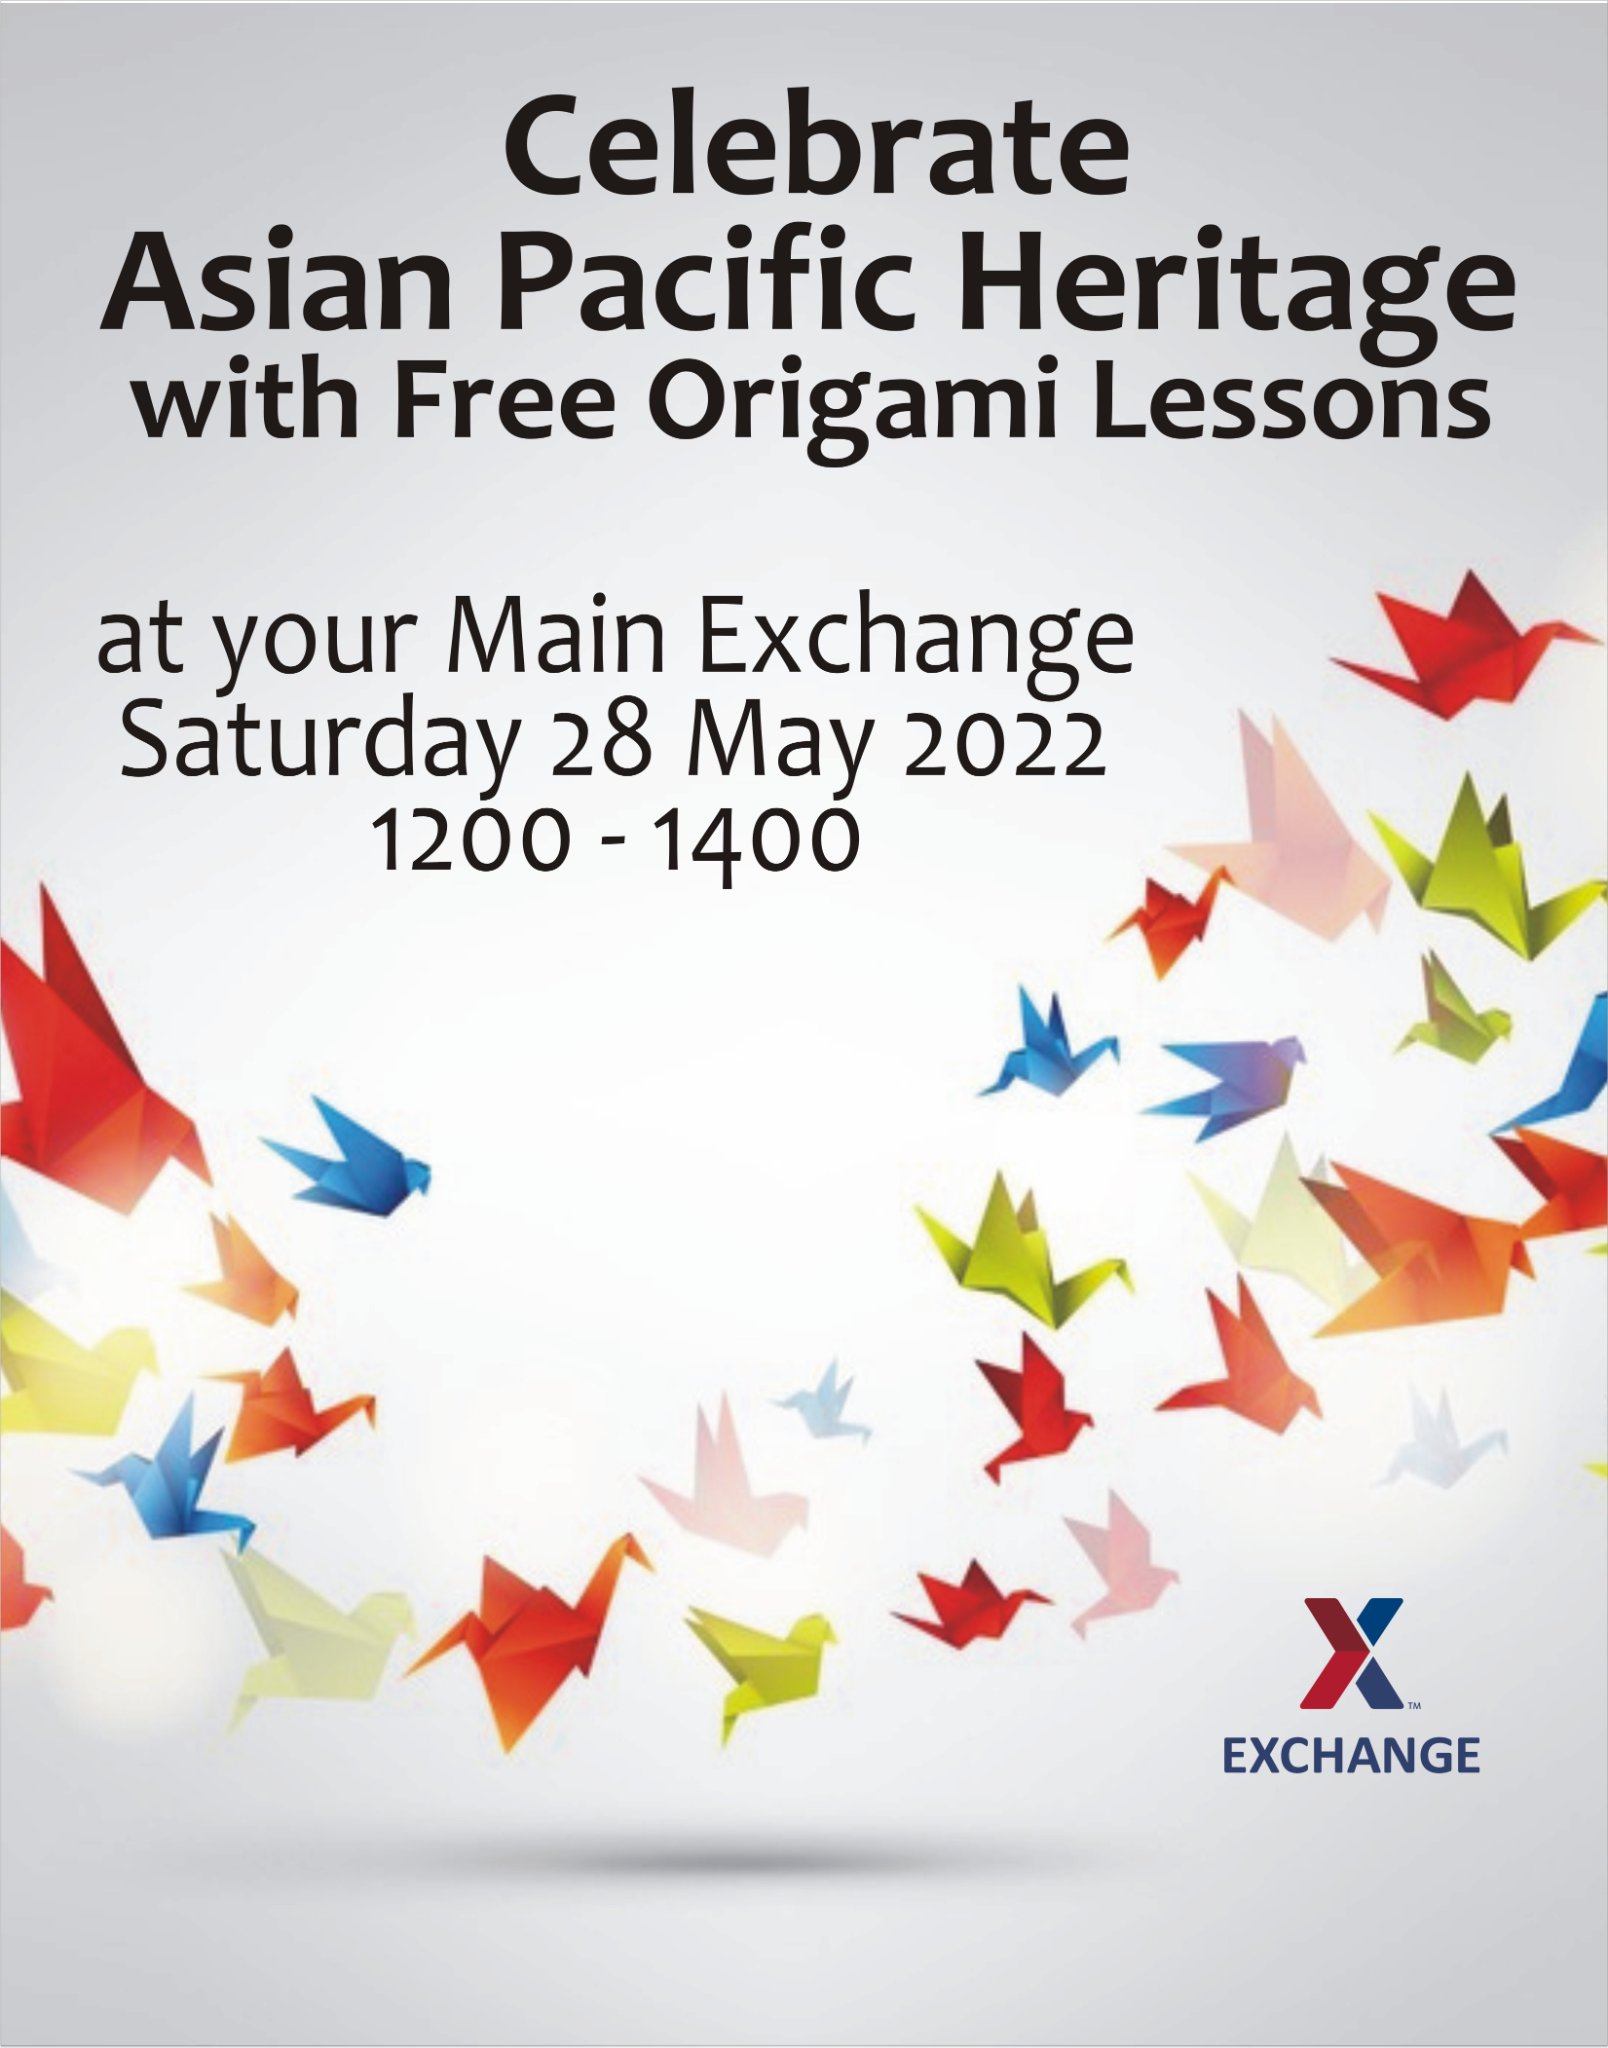 Celebrate
Asian Pacific Heritage
with Free Origami Lessons
at your Main Exchange
Saturday 28 May 2022
1200 - 1400
X™
EXCHANGE